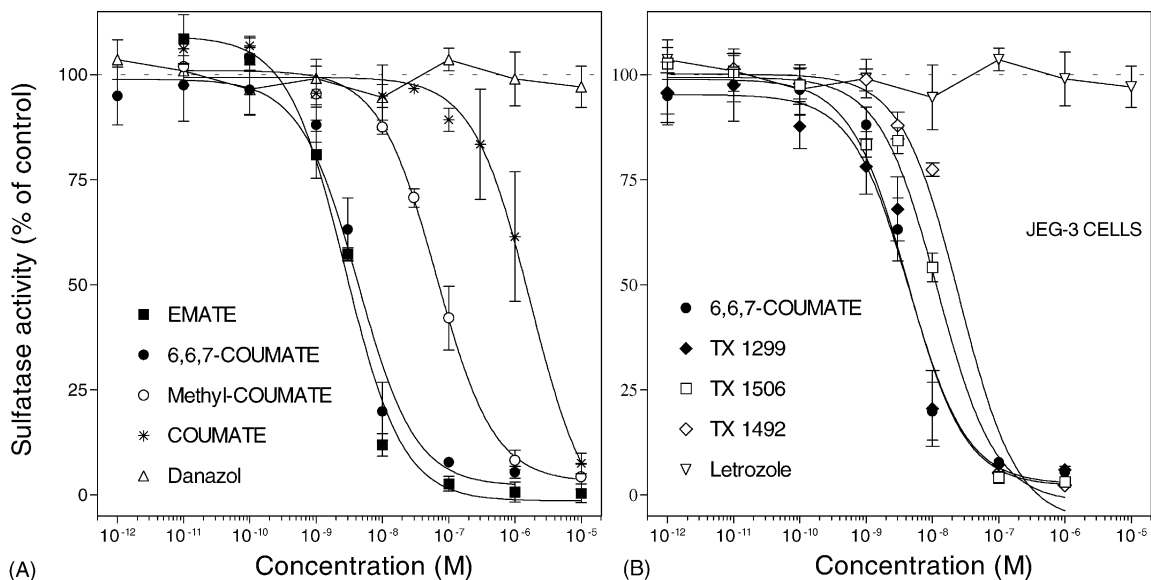 Sulfatase activity (% of control)
100
75
50
25
0
EMATE
6,6,7-COUMATE
Methyl-COUMATE
COUMATE
Danazol
10⁻¹² 10⁻¹¹ 10⁻¹⁰ 10⁻⁹ 10⁻⁸ 10⁻⁷ 10⁻⁶ 10⁻⁵
(A) Concentration (M)
100
75
50
25
0
JEG-3 CELLS
6,6,7-COUMATE
TX 1299
TX 1506
TX 1492
Letrozole
10⁻¹² 10⁻¹¹ 10⁻¹⁰ 10⁻⁹ 10⁻⁸ 10⁻⁷ 10⁻⁶ 10⁻⁵
(B) Concentration (M)